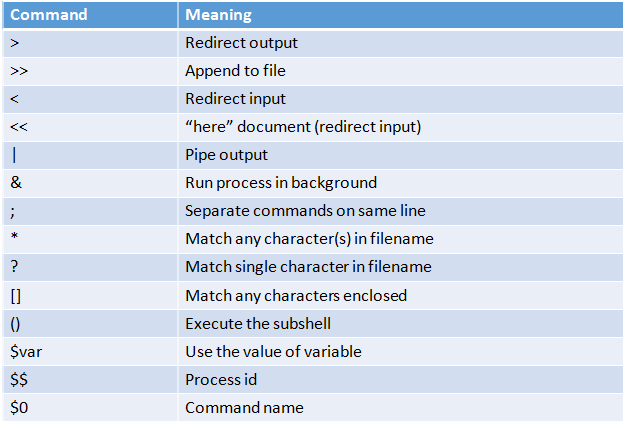 Command Meaning
> Redirect output
>> Append to file
< Redirect input
<< “here” document (redirect input)
| Pipe output
& Run process in background
; Separate commands on same line
* Match any character(s) in filename
? Match single character in filename
[] Match any characters enclosed
() Execute the subshell
$var Use the value of variable
$$ Process id
$0 Command name